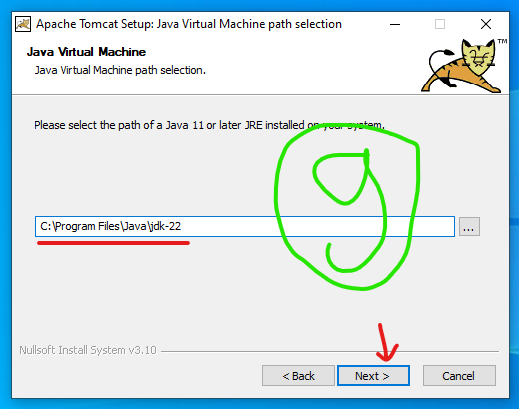 Apache Tomcat Setup: Java Virtual Machine path selection
Java Virtual Machine
Java Virtual Machine path selection.
TM
Please select the path of a Java 11 or later JRE installed on your system.
9
C:\Program Files\Java\jdk-22
...
Nullsoft Install System v3.10
< Back
Next >
Cancel